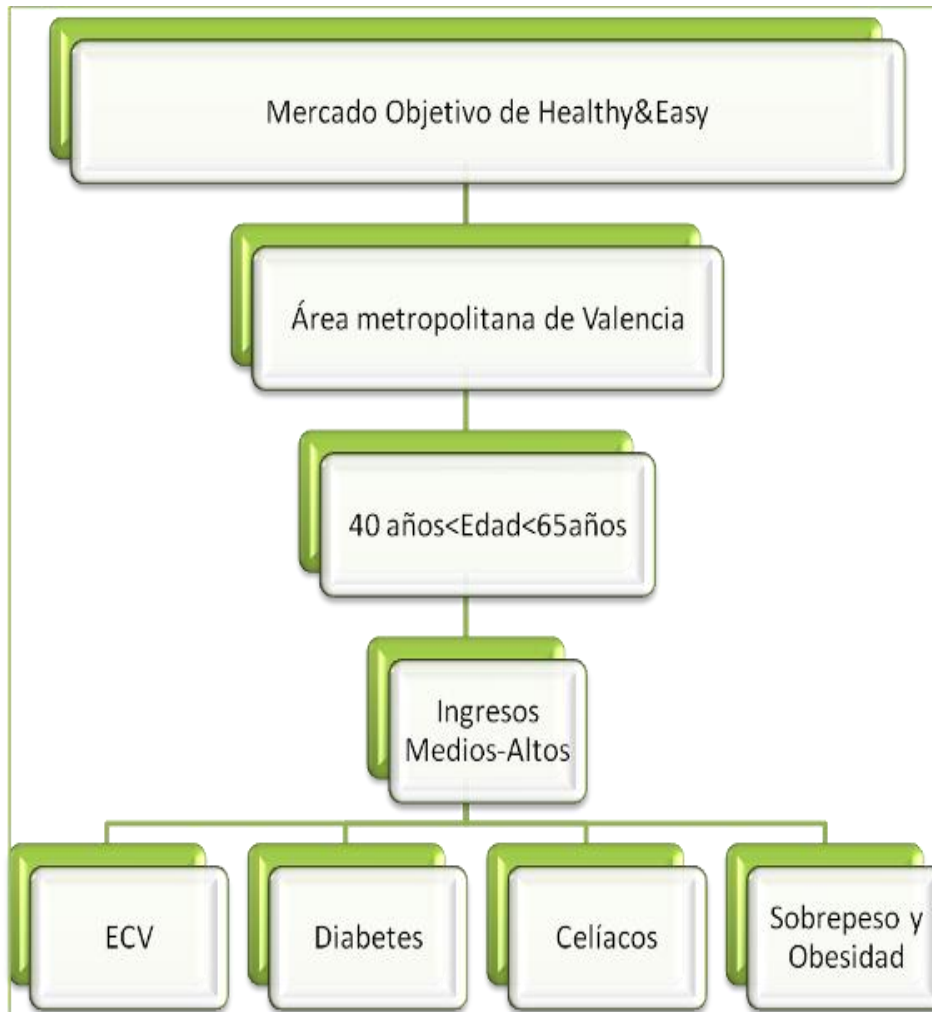 Mercado Objetivo de Healthy&Easy
Área metropolitana de Valencia
40 años<Edad<65años
Ingresos
Medios-Altos
ECV
Diabetes
Celíacos
Sobrepeso y
Obesidad